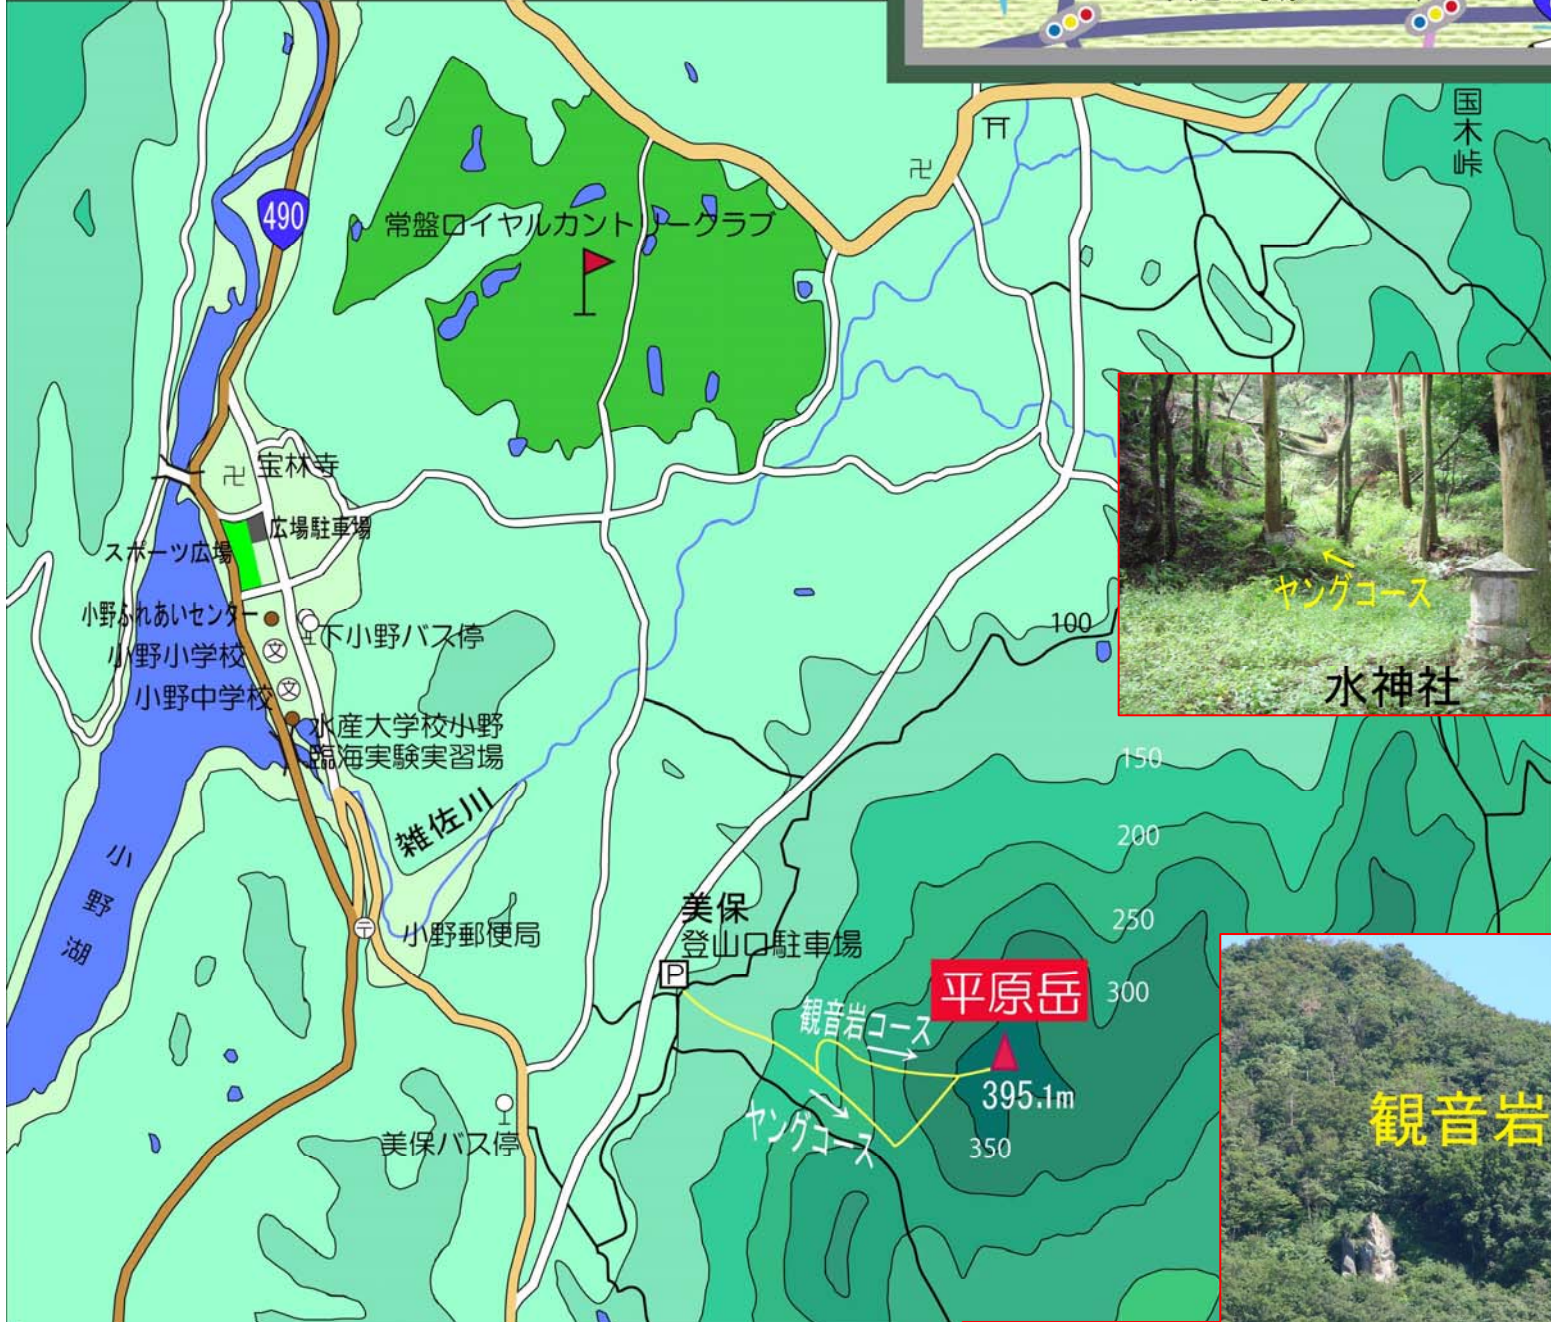 国木峠
490
常盤ロイヤルカントリークラブ
卍
卍
宝林寺
広場駐車場
スポーツ広場
小野ふれあいセンター
下小野バス停
文
小野小学校
文
小野中学校
水産大学校小野
臨海実験実習場
雑佐川
小野湖
〒
小野郵便局
美保
登山口駐車場
P
観音岩コース
平原岳
395.1m
ヤングコース
美保バス停
100
150
200
250
300
350
ヤングコース
水神社
観音岩